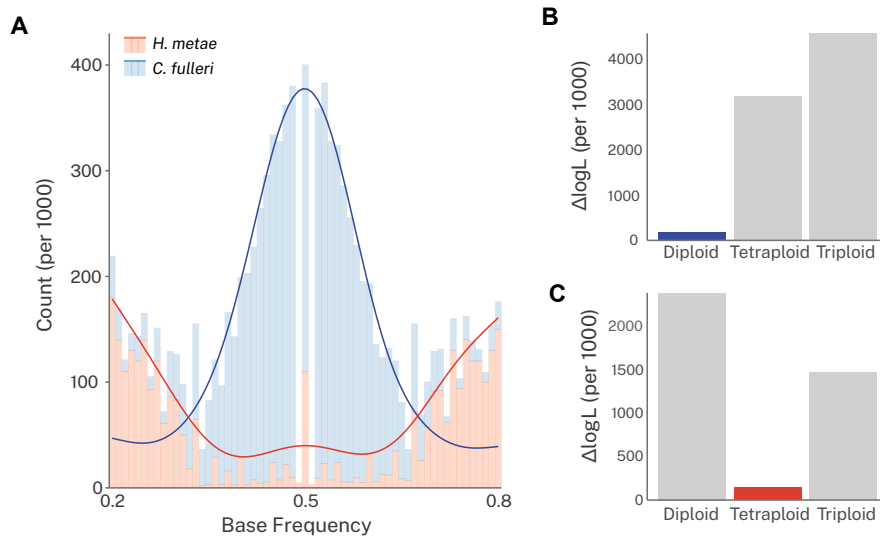 A
H. metae
C. fulleri
400
300
200
100
0
Count (per 1000)
0.2
0.5
0.8
Base Frequency
B
4000
3000
2000
1000
0
ΔlogL (per 1000)
Diploid
Tetraploid
Triploid
C
2000
1500
1000
500
0
ΔlogL (per 1000)
Diploid
Tetraploid
Triploid